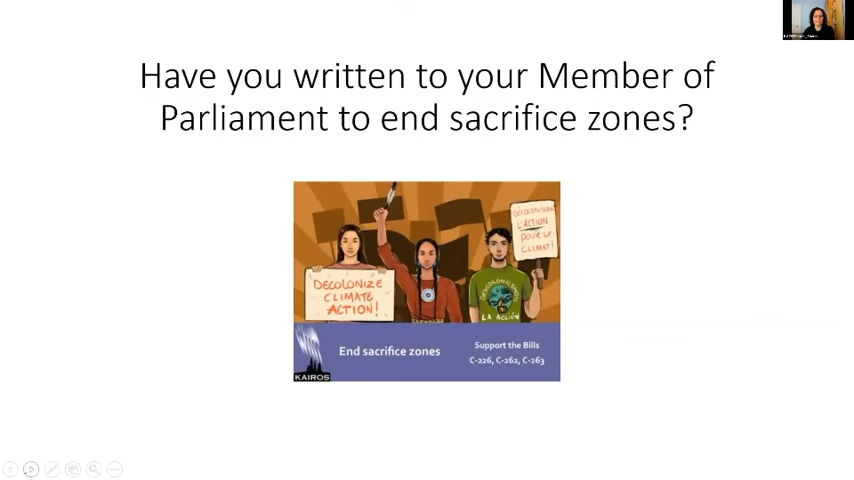 Have you written to your Member of
Parliament to end sacrifice zones?
DECOLONIZE
CLIMATE
ACTION!
L'ACTION
POUR LE
CLIMAT!
DESCOLONICEMOS
LA ACCIÓN
KAIROS
End sacrifice zones
Support the Bills
C-226, C-262, C-263